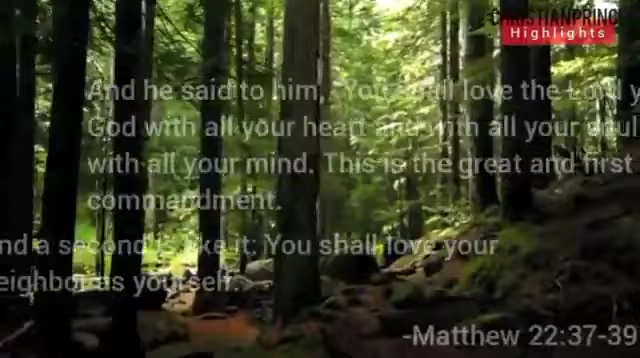 CHRISTIANPRINC
Highlights
And he said to him, "You shall love the Lord y
God with all your heart and with all your soul
with all your mind. This is the great and first
commandment.
nd a second is like it: You shall love your
eighbor as yourself.
-Matthew 22:37-39